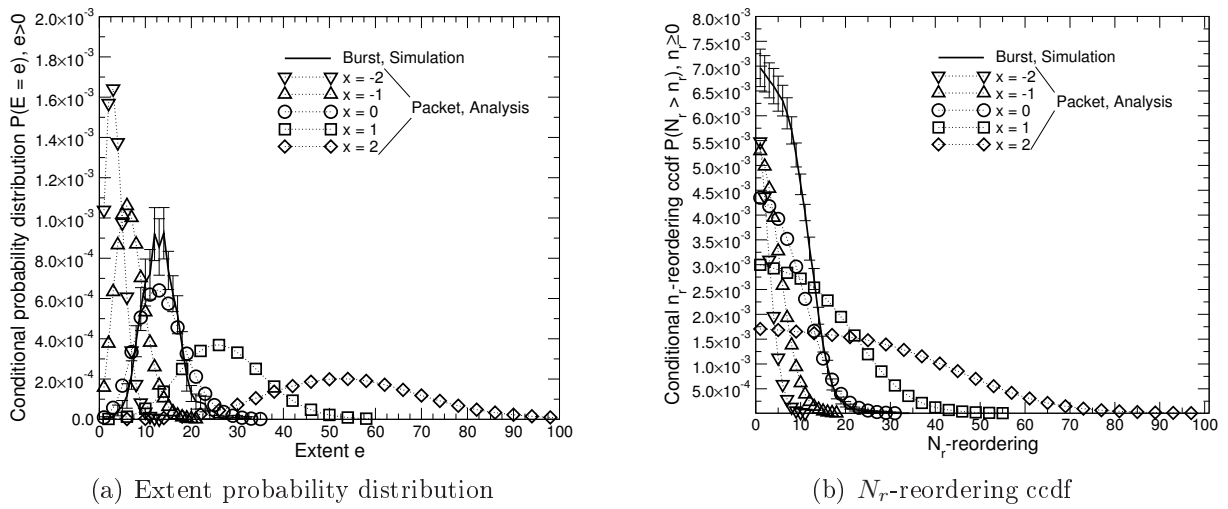 Conditional probability distribution P(E = e), e>0
2.0×10⁻³
1.8×10⁻³
1.6×10⁻³
1.4×10⁻³
1.2×10⁻³
1.0×10⁻³
8.0×10⁻⁴
6.0×10⁻⁴
4.0×10⁻⁴
2.0×10⁻⁴
0.0
Burst, Simulation
x = -2
x = -1
x = 0
x = 1
x = 2
Packet, Analysis
0 10 20 30 40 50 60 70 80 90 100
Extent e
(a) Extent probability distribution
Conditional nᵣ-reordering ccdf P(Nᵣ > nᵣ), nᵣ≥0
8.0×10⁻³
7.5×10⁻³
7.0×10⁻³
6.5×10⁻³
6.0×10⁻³
5.5×10⁻³
5.0×10⁻³
4.5×10⁻³
4.0×10⁻³
3.5×10⁻³
3.0×10⁻³
2.5×10⁻³
2.0×10⁻³
1.5×10⁻³
1.0×10⁻³
5.0×10⁻⁴
Burst, Simulation
x = -2
x = -1
x = 0
x = 1
x = 2
Packet, Analysis
0 10 20 30 40 50 60 70 80 90 100
Nᵣ-reordering
(b) Nᵣ-reordering ccdf